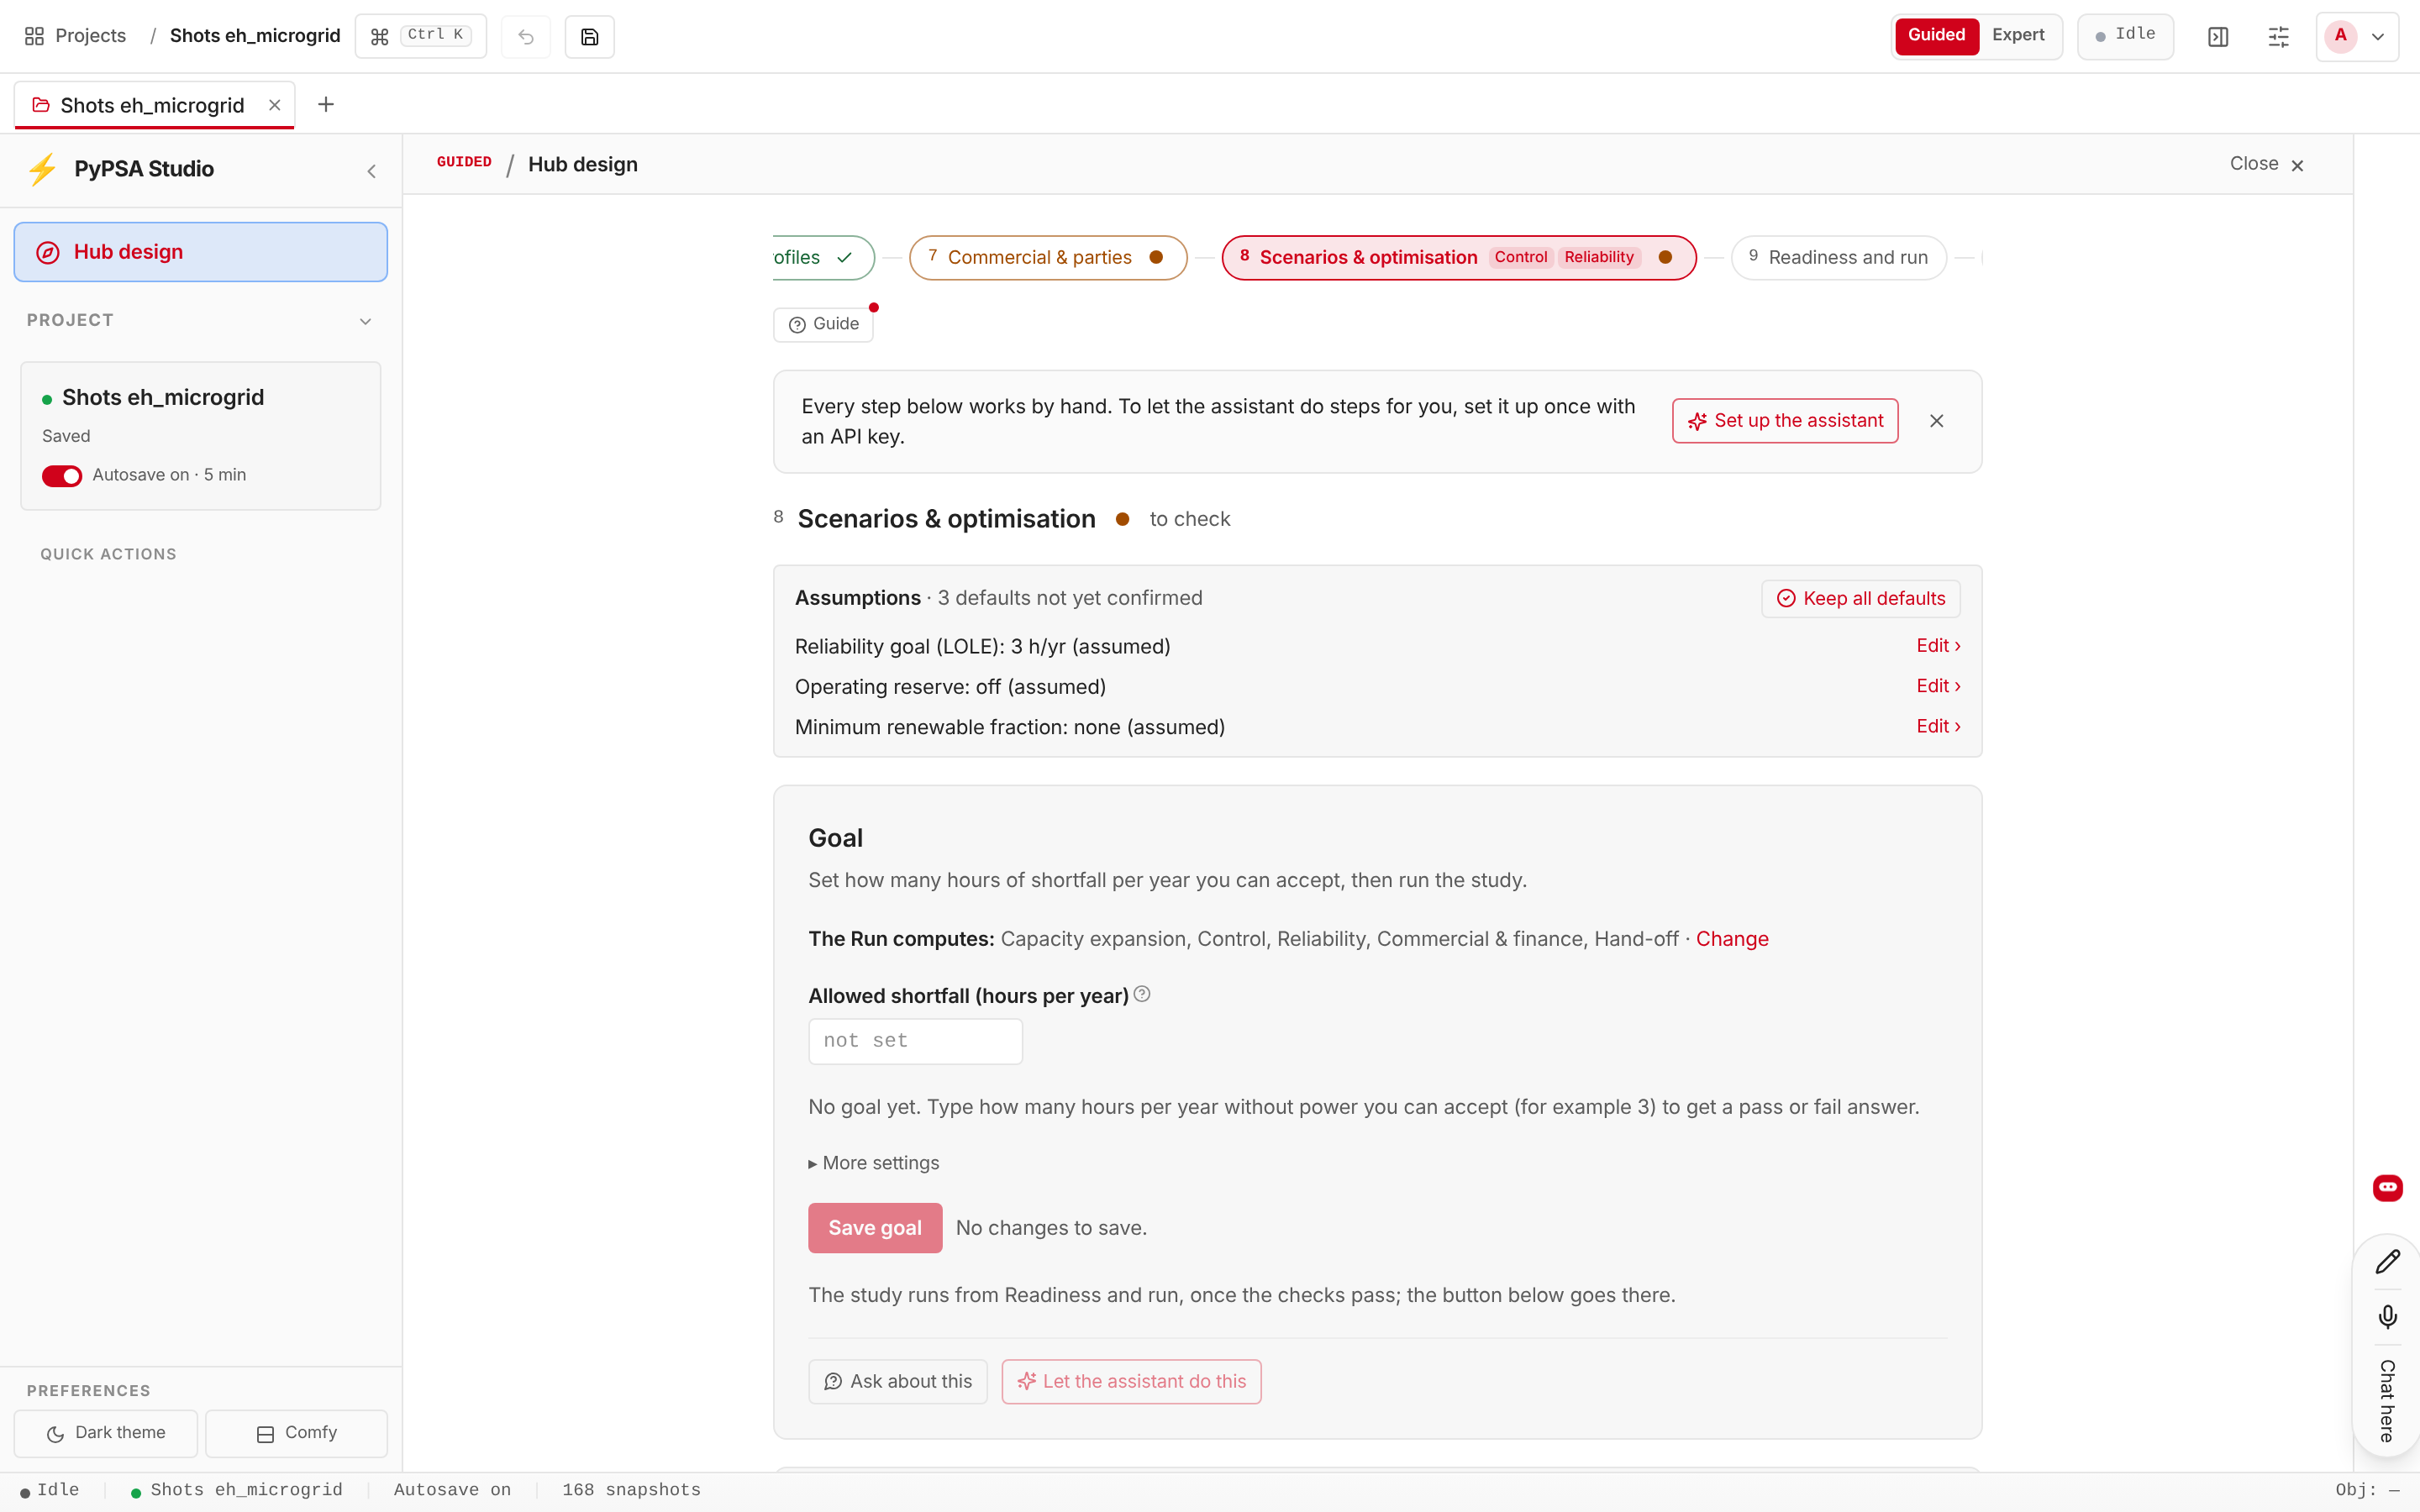 Projects / Shots eh_microgrid
Ctrl K
Guided Expert
Idle
A
Shots eh_microgrid
PyPSA Studio
GUIDED / Hub design
Close
Hub design
PROJECT
Shots eh_microgrid
Saved
Autosave on · 5 min
QUICK ACTIONS
ofiles
7 Commercial & parties
8 Scenarios & optimisation Control Reliability
9 Readiness and run
Guide
Every step below works by hand. To let the assistant do steps for you, set it up once with
an API key.
Set up the assistant
8 Scenarios & optimisation to check
Assumptions · 3 defaults not yet confirmed
Keep all defaults
Reliability goal (LOLE): 3 h/yr (assumed)
Edit ›
Operating reserve: off (assumed)
Edit ›
Minimum renewable fraction: none (assumed)
Edit ›
Goal
Set how many hours of shortfall per year you can accept, then run the study.
The Run computes: Capacity expansion, Control, Reliability, Commercial & finance, Hand-off · Change
Allowed shortfall (hours per year)
not set
No goal yet. Type how many hours per year without power you can accept (for example 3) to get a pass or fail answer.
▸ More settings
Save goal No changes to save.
The study runs from Readiness and run, once the checks pass; the button below goes there.
Ask about this
Let the assistant do this
Chat here
PREFERENCES
Dark theme
Comfy
Idle
Shots eh_microgrid
Autosave on
168 snapshots
Obj: —